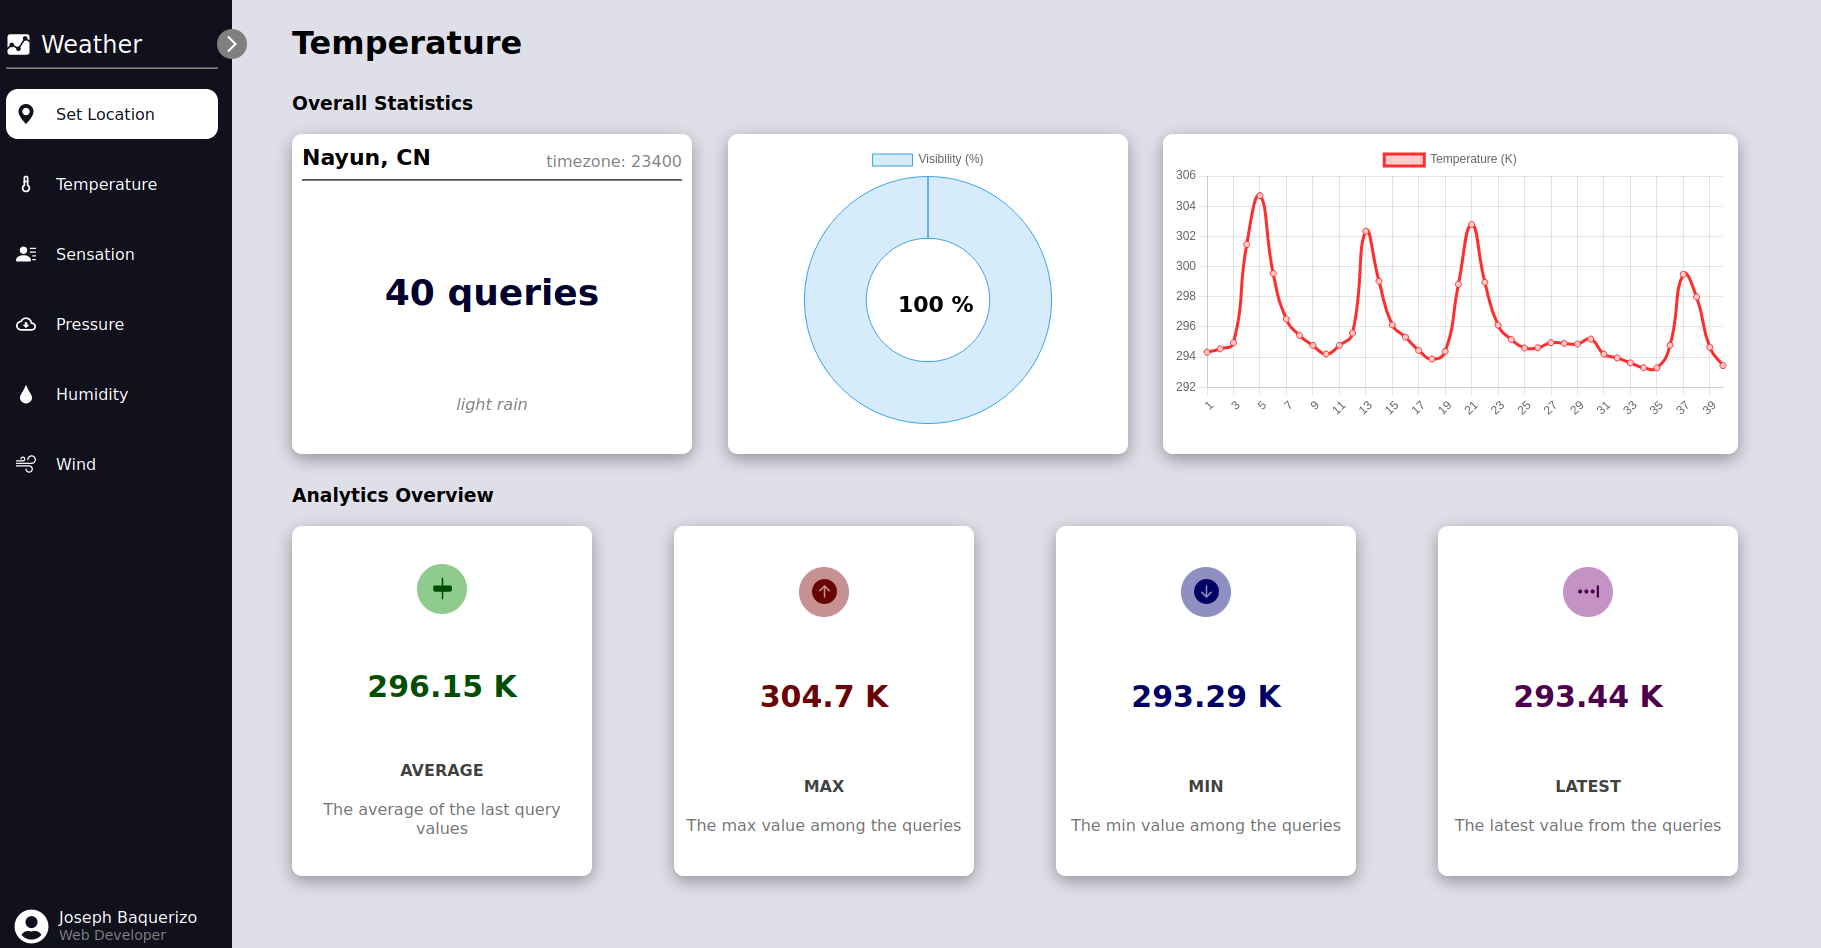 Weather
Set Location
Temperature
Sensation
Pressure
Humidity
Wind
Joseph Baquerizo
Web Developer
Temperature
Overall Statistics
Nayun, CN
timezone: 23400
40 queries
light rain
Visibility (%)
100 %
Temperature (K)
306
304
302
300
298
296
294
292
1 3 5 7 9 11 13 15 17 19 21 23 25 27 29 31 33 35 37 39
Analytics Overview
296.15 K
AVERAGE
The average of the last query
values
304.7 K
MAX
The max value among the queries
293.29 K
MIN
The min value among the queries
293.44 K
LATEST
The latest value from the queries